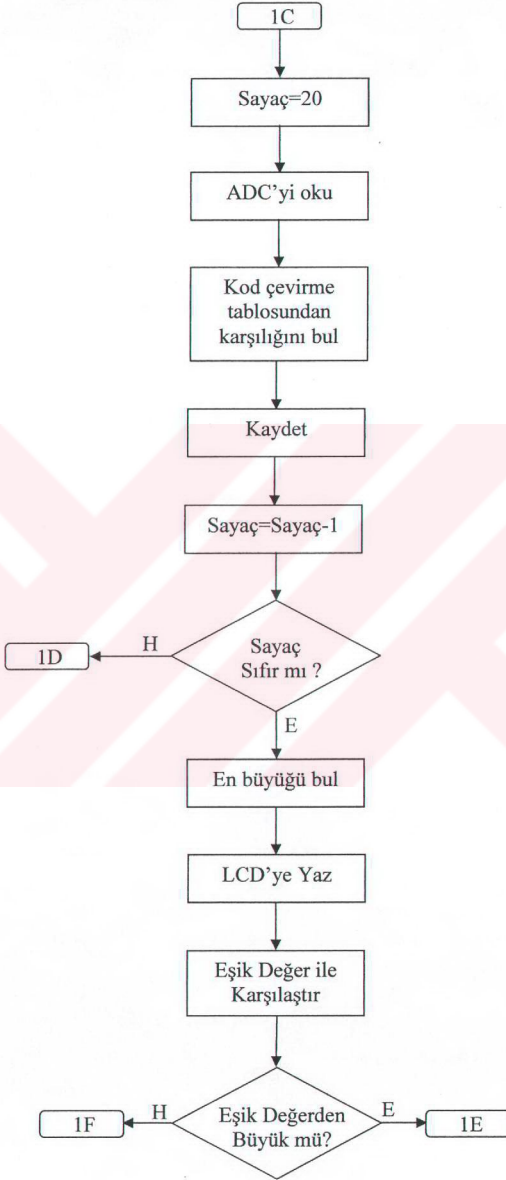 1C
Sayaç=20
ADC'yi oku
Kod çevirme
tablosundan
karşılığını bul
Kaydet
Sayaç=Sayaç-1
Sayaç
Sıfır mı ?
H
1D
E
En büyüğü bul
LCD'ye Yaz
Eşik Değer ile
Karşılaştır
Eşik Değerden
Büyük mü?
H
1F
E
1E